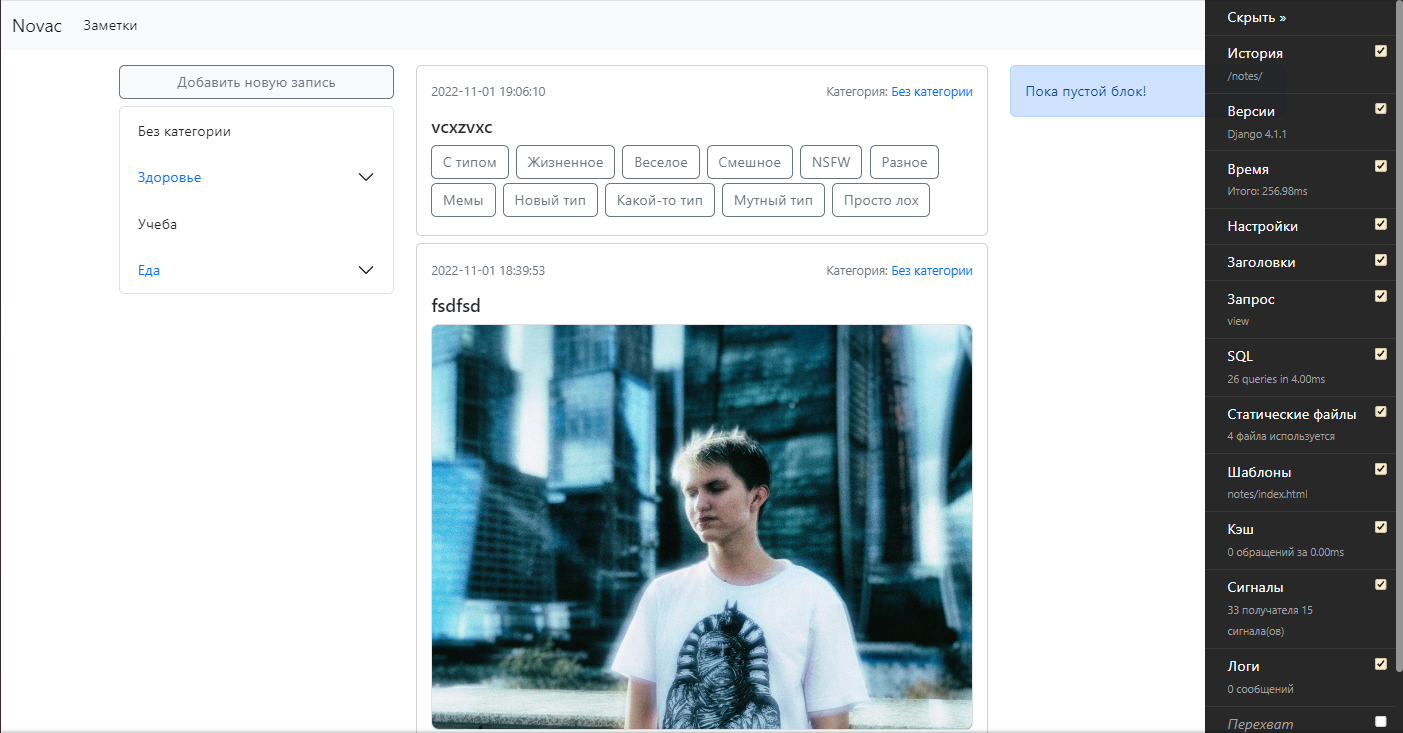 Novac Заметки
Добавить новую запись
Без категории
Здоровье
Учеба
Еда
2022-11-01 19:06:10 Категория: Без категории
vcxzvxc
С типом Жизненное Веселое Смешное NSFW Разное
Мемы Новый тип Какой-то тип Мутный тип Просто лох
2022-11-01 18:39:53 Категория: Без категории
fsdfsd
Пока пустой блок!
Скрыть »
История
/notes/
Версии
Django 4.1.1
Время
Итого: 256.98ms
Настройки
Заголовки
Запрос
view
SQL
26 queries in 4.00ms
Статические файлы
4 файла используется
Шаблоны
notes/index.html
Кэш
0 обращений за 0.00ms
Сигналы
33 получателя 15
сигнала(ов)
Логи
0 сообщений
Перехват